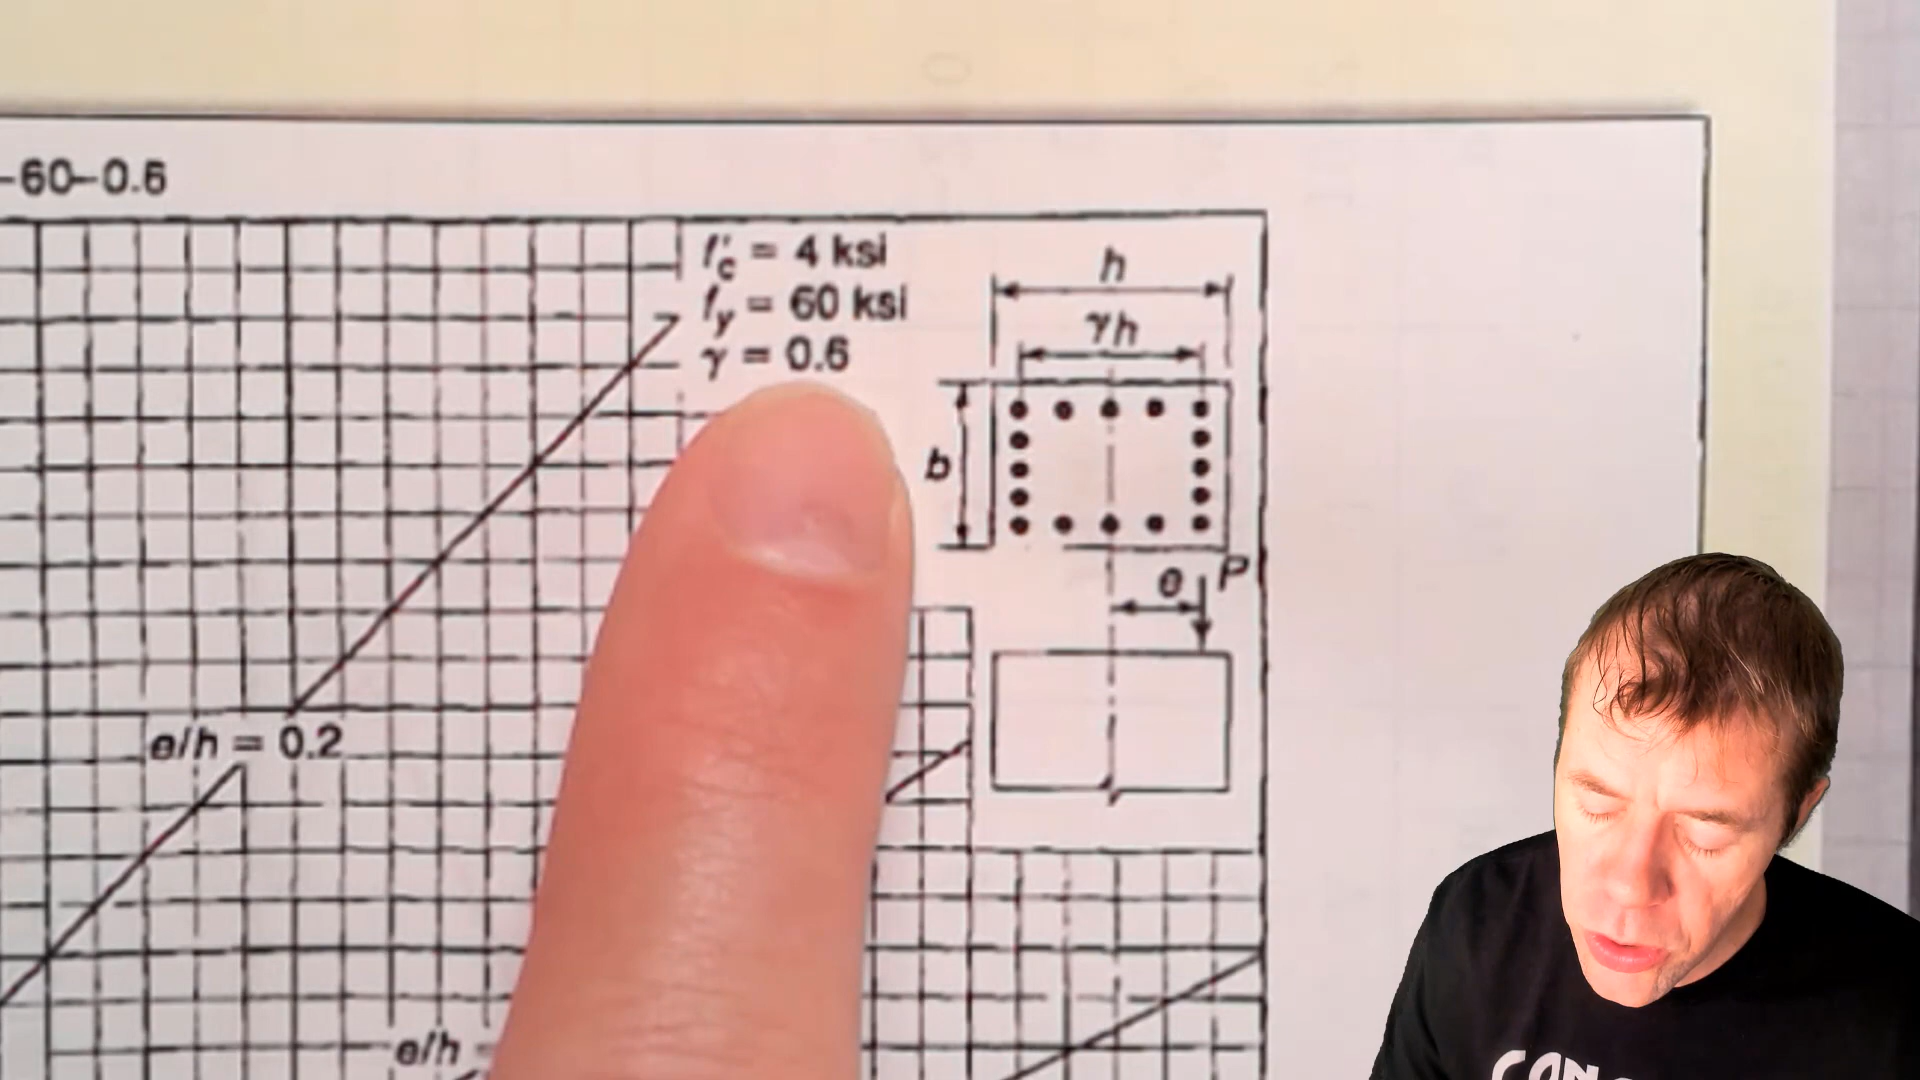 -60-0.6
f'c = 4 ksi
fy = 60 ksi
γ = 0.6
h
γh
b
e
P
e/h = 0.2
e/h